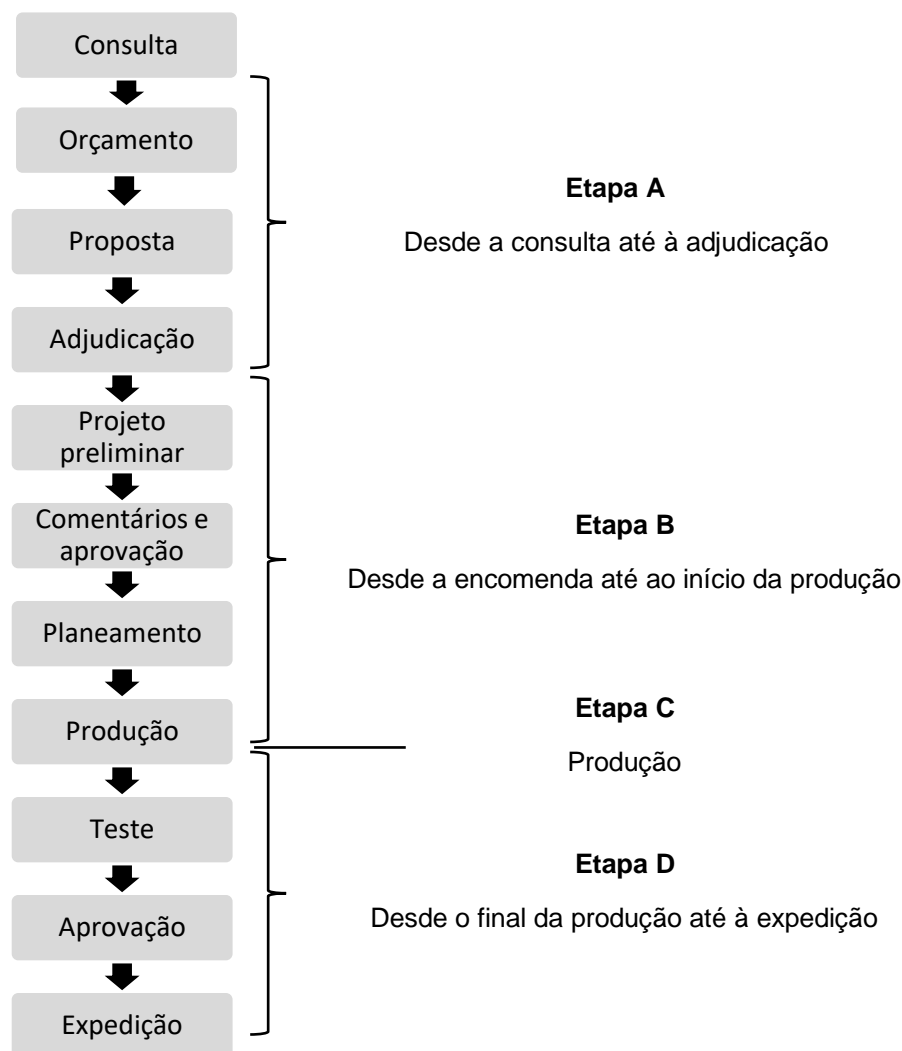 Consulta
Orçamento
Proposta
Adjudicação
Projeto
preliminar
Comentários e
aprovação
Planeamento
Produção
Teste
Aprovação
Expedição
Etapa A
Desde a consulta até à adjudicação
Etapa B
Desde a encomenda até ao início da produção
Etapa C
Produção
Etapa D
Desde o final da produção até à expedição